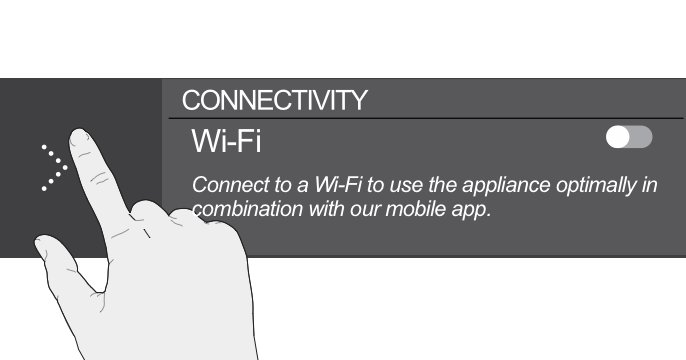 CONNECTIVITY
Wi-Fi
Connect to a Wi-Fi to use the appliance optimally in
combination with our mobile app.